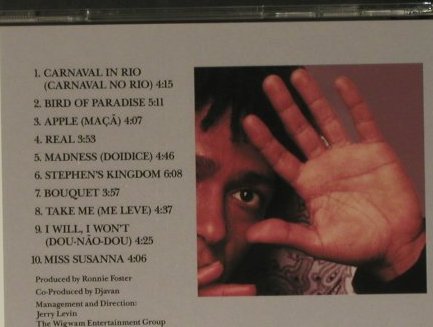 1. CARNAVAL IN RIO
(CARNAVAL NO RIO) 4:15
2. BIRD OF PARADISE 5:11
3. APPLE (MAÇÃ) 4:07
4. REAL 3:53
5. MADNESS (DOIDICE) 4:46
6. STEPHEN'S KINGDOM 6:08
7. BOUQUET 3:57
8. TAKE ME (ME LEVE) 4:37
9. I WILL, I WON'T
(DOU-NÃO-DOU) 4:25
10. MISS SUSANNA 4:06
Produced by Ronnie Foster
Co-Produced by Djavan
Management and Direction:
Jerry Levin
The Wigwam Entertainment Group